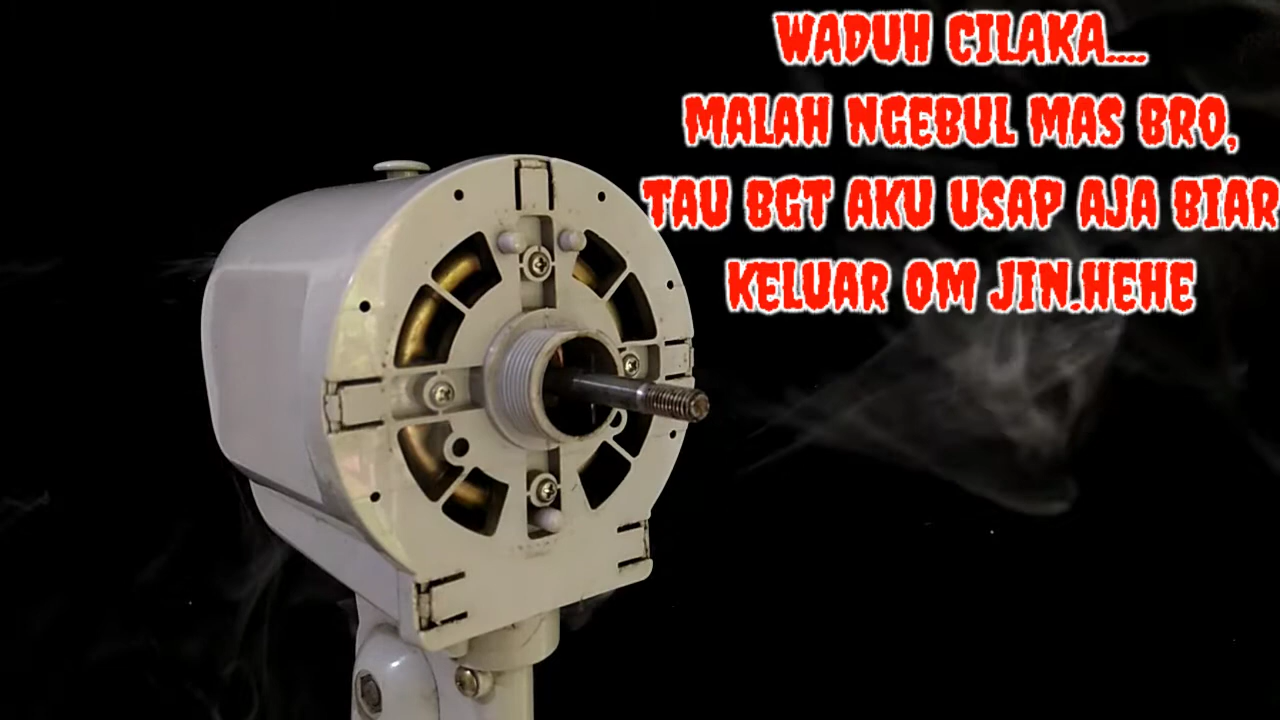 WADUH CILAKA....
MALAH NGEBUL MAS BRO,
TAU BGT AKU USAP AJA BIAR
KELUAR OM JIN.HEHE